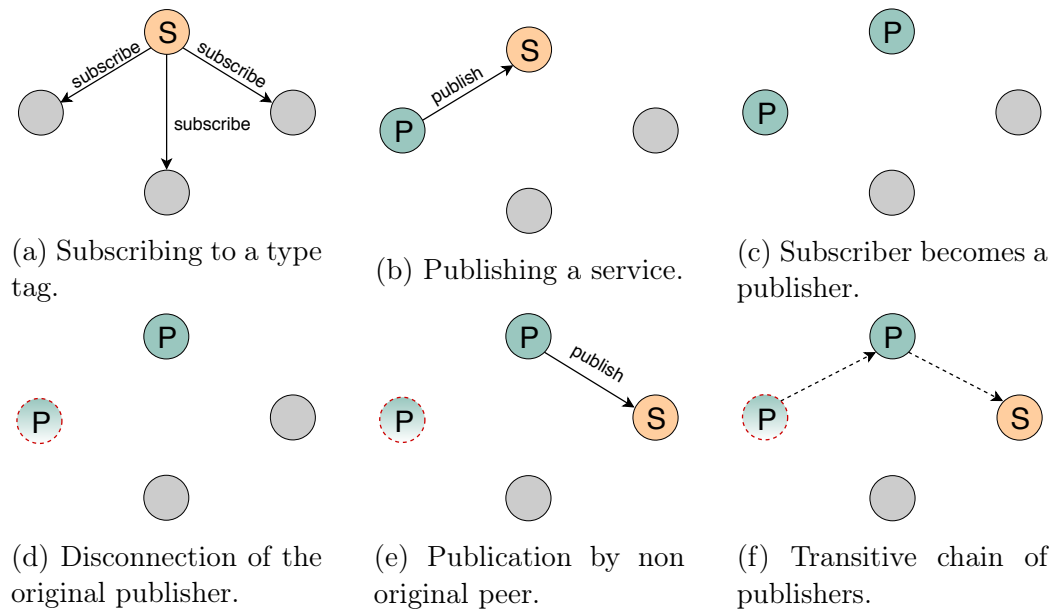 S
subscribe
subscribe
subscribe
(a) Subscribing to a type
tag.
S
publish
P
(b) Publishing a service.
P
P
(c) Subscriber becomes a
publisher.
P
P
(d) Disconnection of the
original publisher.
P
publish
P
S
(e) Publication by non
original peer.
P
P
S
(f) Transitive chain of
publishers.